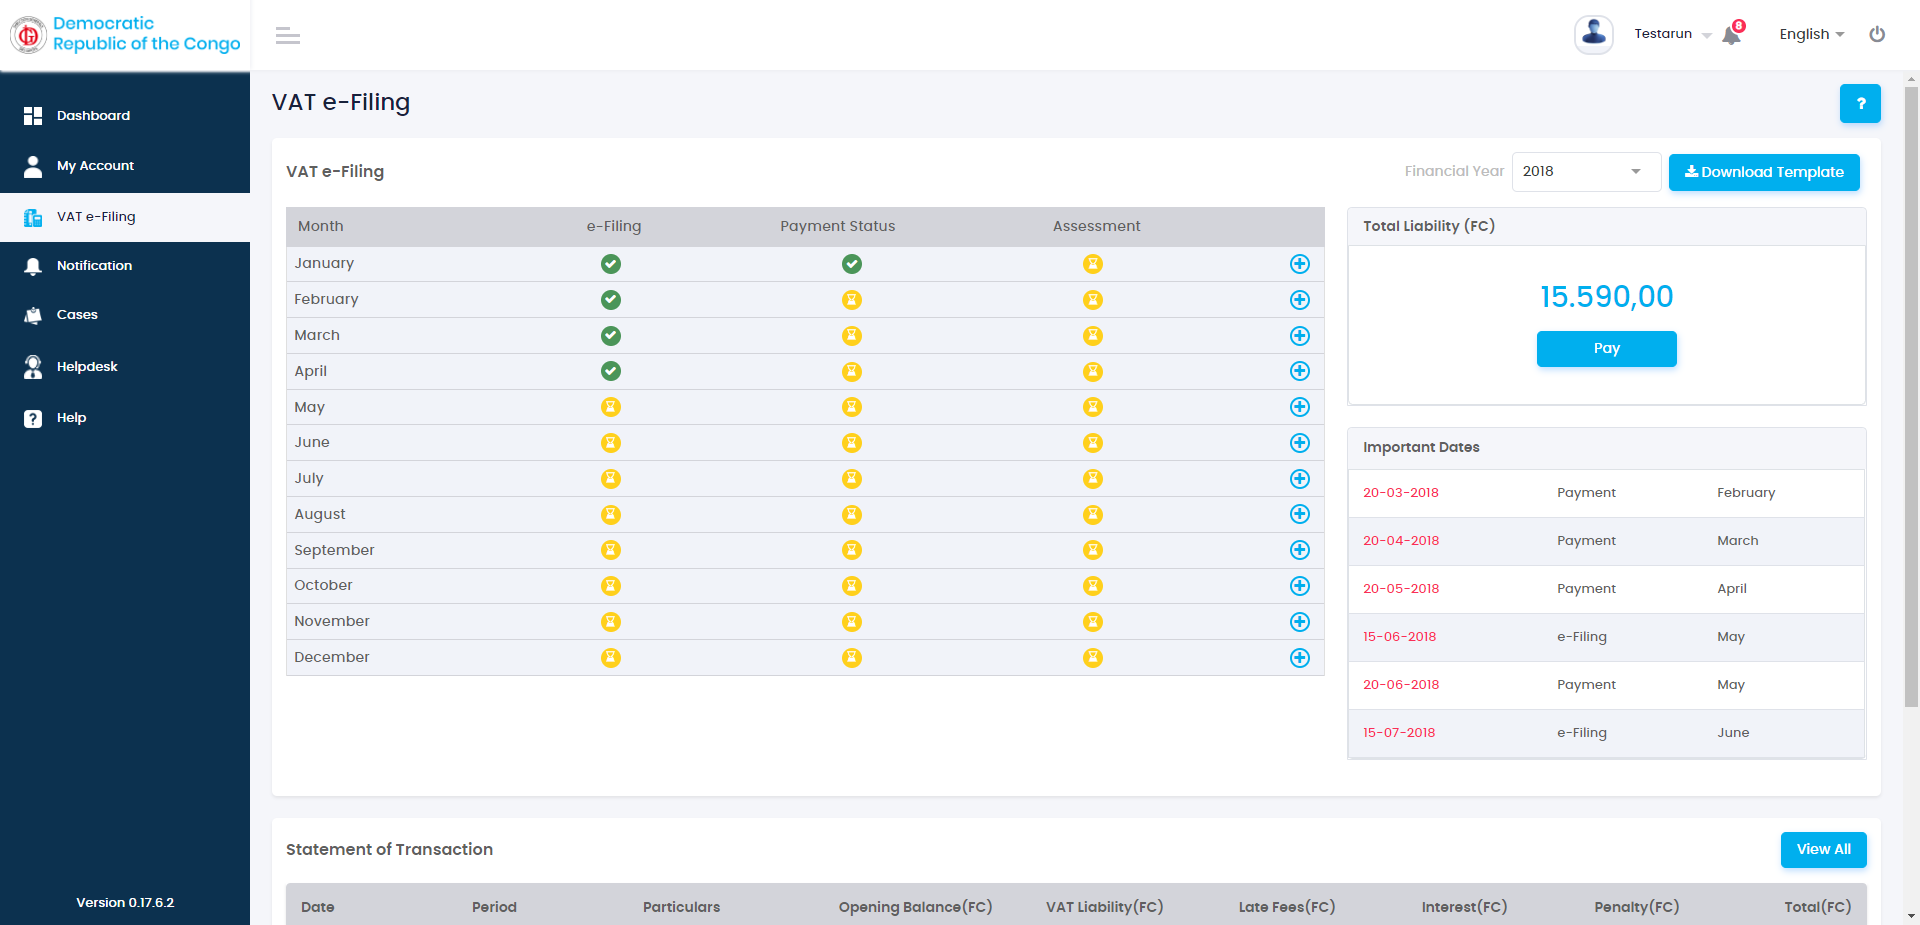 Democratic
Republic of the Congo
Testarun
8
English
Dashboard
My Account
VAT e-Filing
Notification
Cases
Helpdesk
Help
Version 0.17.6.2
VAT e-Filing
?
VAT e-Filing
Financial Year
2018
Download Template
Month e-Filing Payment Status Assessment
January
February
March
April
May
June
July
August
September
October
November
December
Total Liability (FC)
15.590,00
Pay
Important Dates
20-03-2018 Payment February
20-04-2018 Payment March
20-05-2018 Payment April
15-06-2018 e-Filing May
20-06-2018 Payment May
15-07-2018 e-Filing June
Statement of Transaction
View All
Date Period Particulars Opening Balance(FC) VAT Liability(FC) Late Fees(FC) Interest(FC) Penalty(FC) Total(FC)